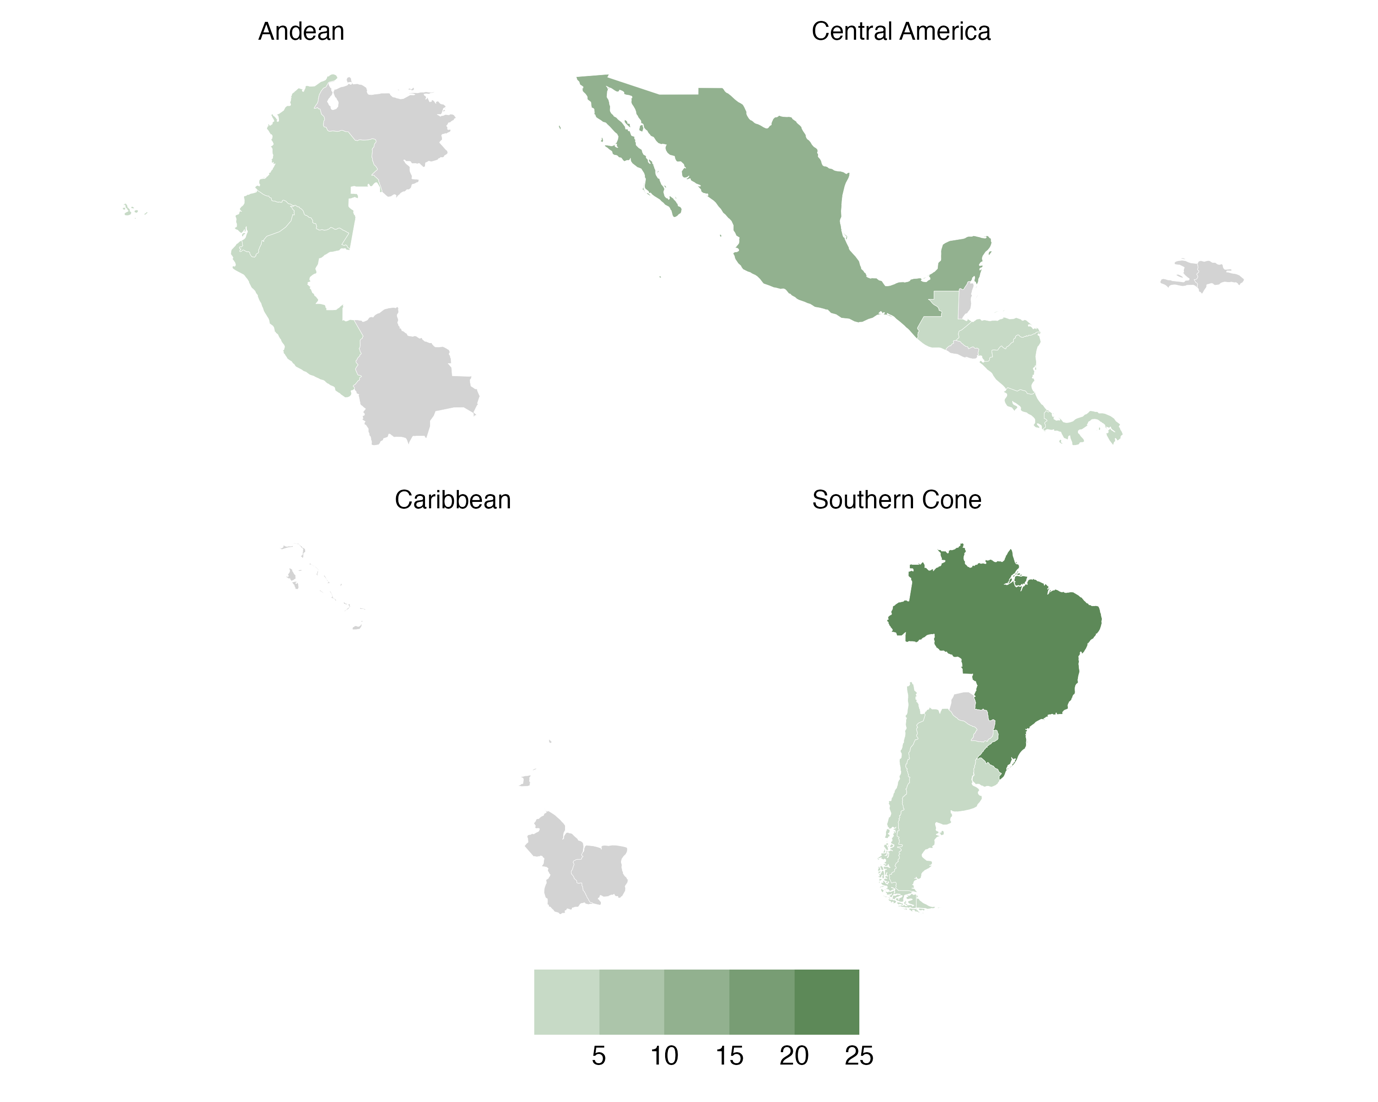 Andean
Central America
Caribbean
Southern Cone
5 10 15 20 25